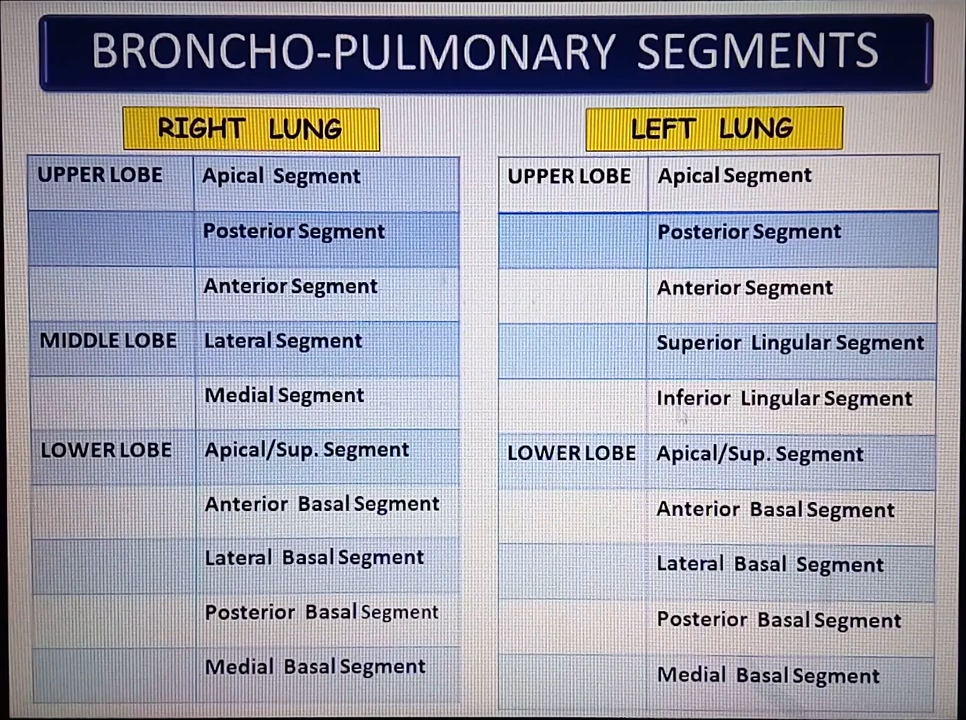 BRONCHO-PULMONARY SEGMENTS
RIGHT LUNG
UPPER LOBE Apical Segment
Posterior Segment
Anterior Segment
MIDDLE LOBE Lateral Segment
Medial Segment
LOWER LOBE Apical/Sup. Segment
Anterior Basal Segment
Lateral Basal Segment
Posterior Basal Segment
Medial Basal Segment
LEFT LUNG
UPPER LOBE Apical Segment
Posterior Segment
Anterior Segment
Superior Lingular Segment
Inferior Lingular Segment
LOWER LOBE Apical/Sup. Segment
Anterior Basal Segment
Lateral Basal Segment
Posterior Basal Segment
Medial Basal Segment